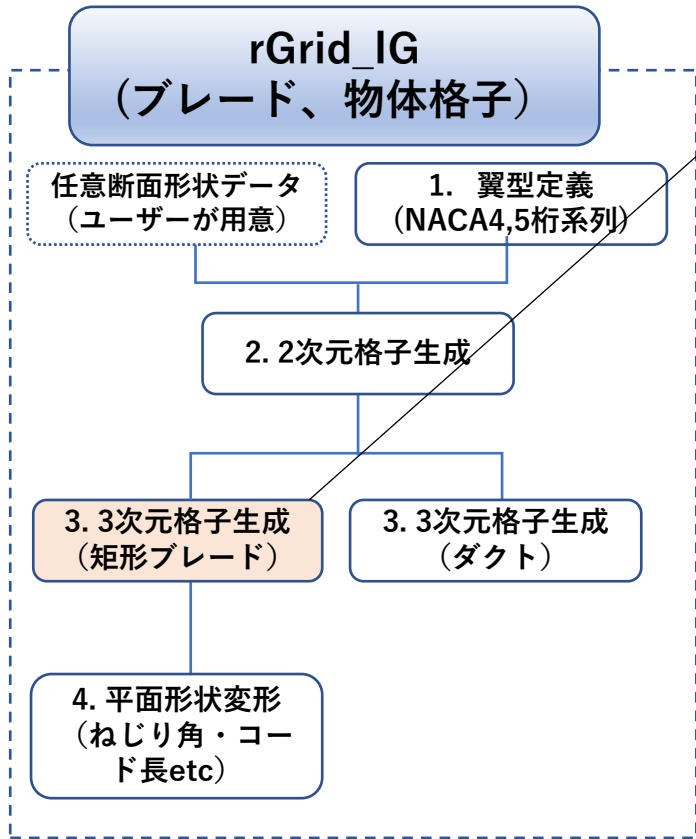 rGrid_IG
（ブレード、物体格子）
任意断面形状データ
（ユーザーが用意）
1. 翼型定義
（NACA4,5桁系列）
2. 2次元格子生成
3. 3次元格子生成
（矩形ブレード）
3. 3次元格子生成
（ダクト）
4. 平面形状変形
（ねじり角・コー
ド長etc）